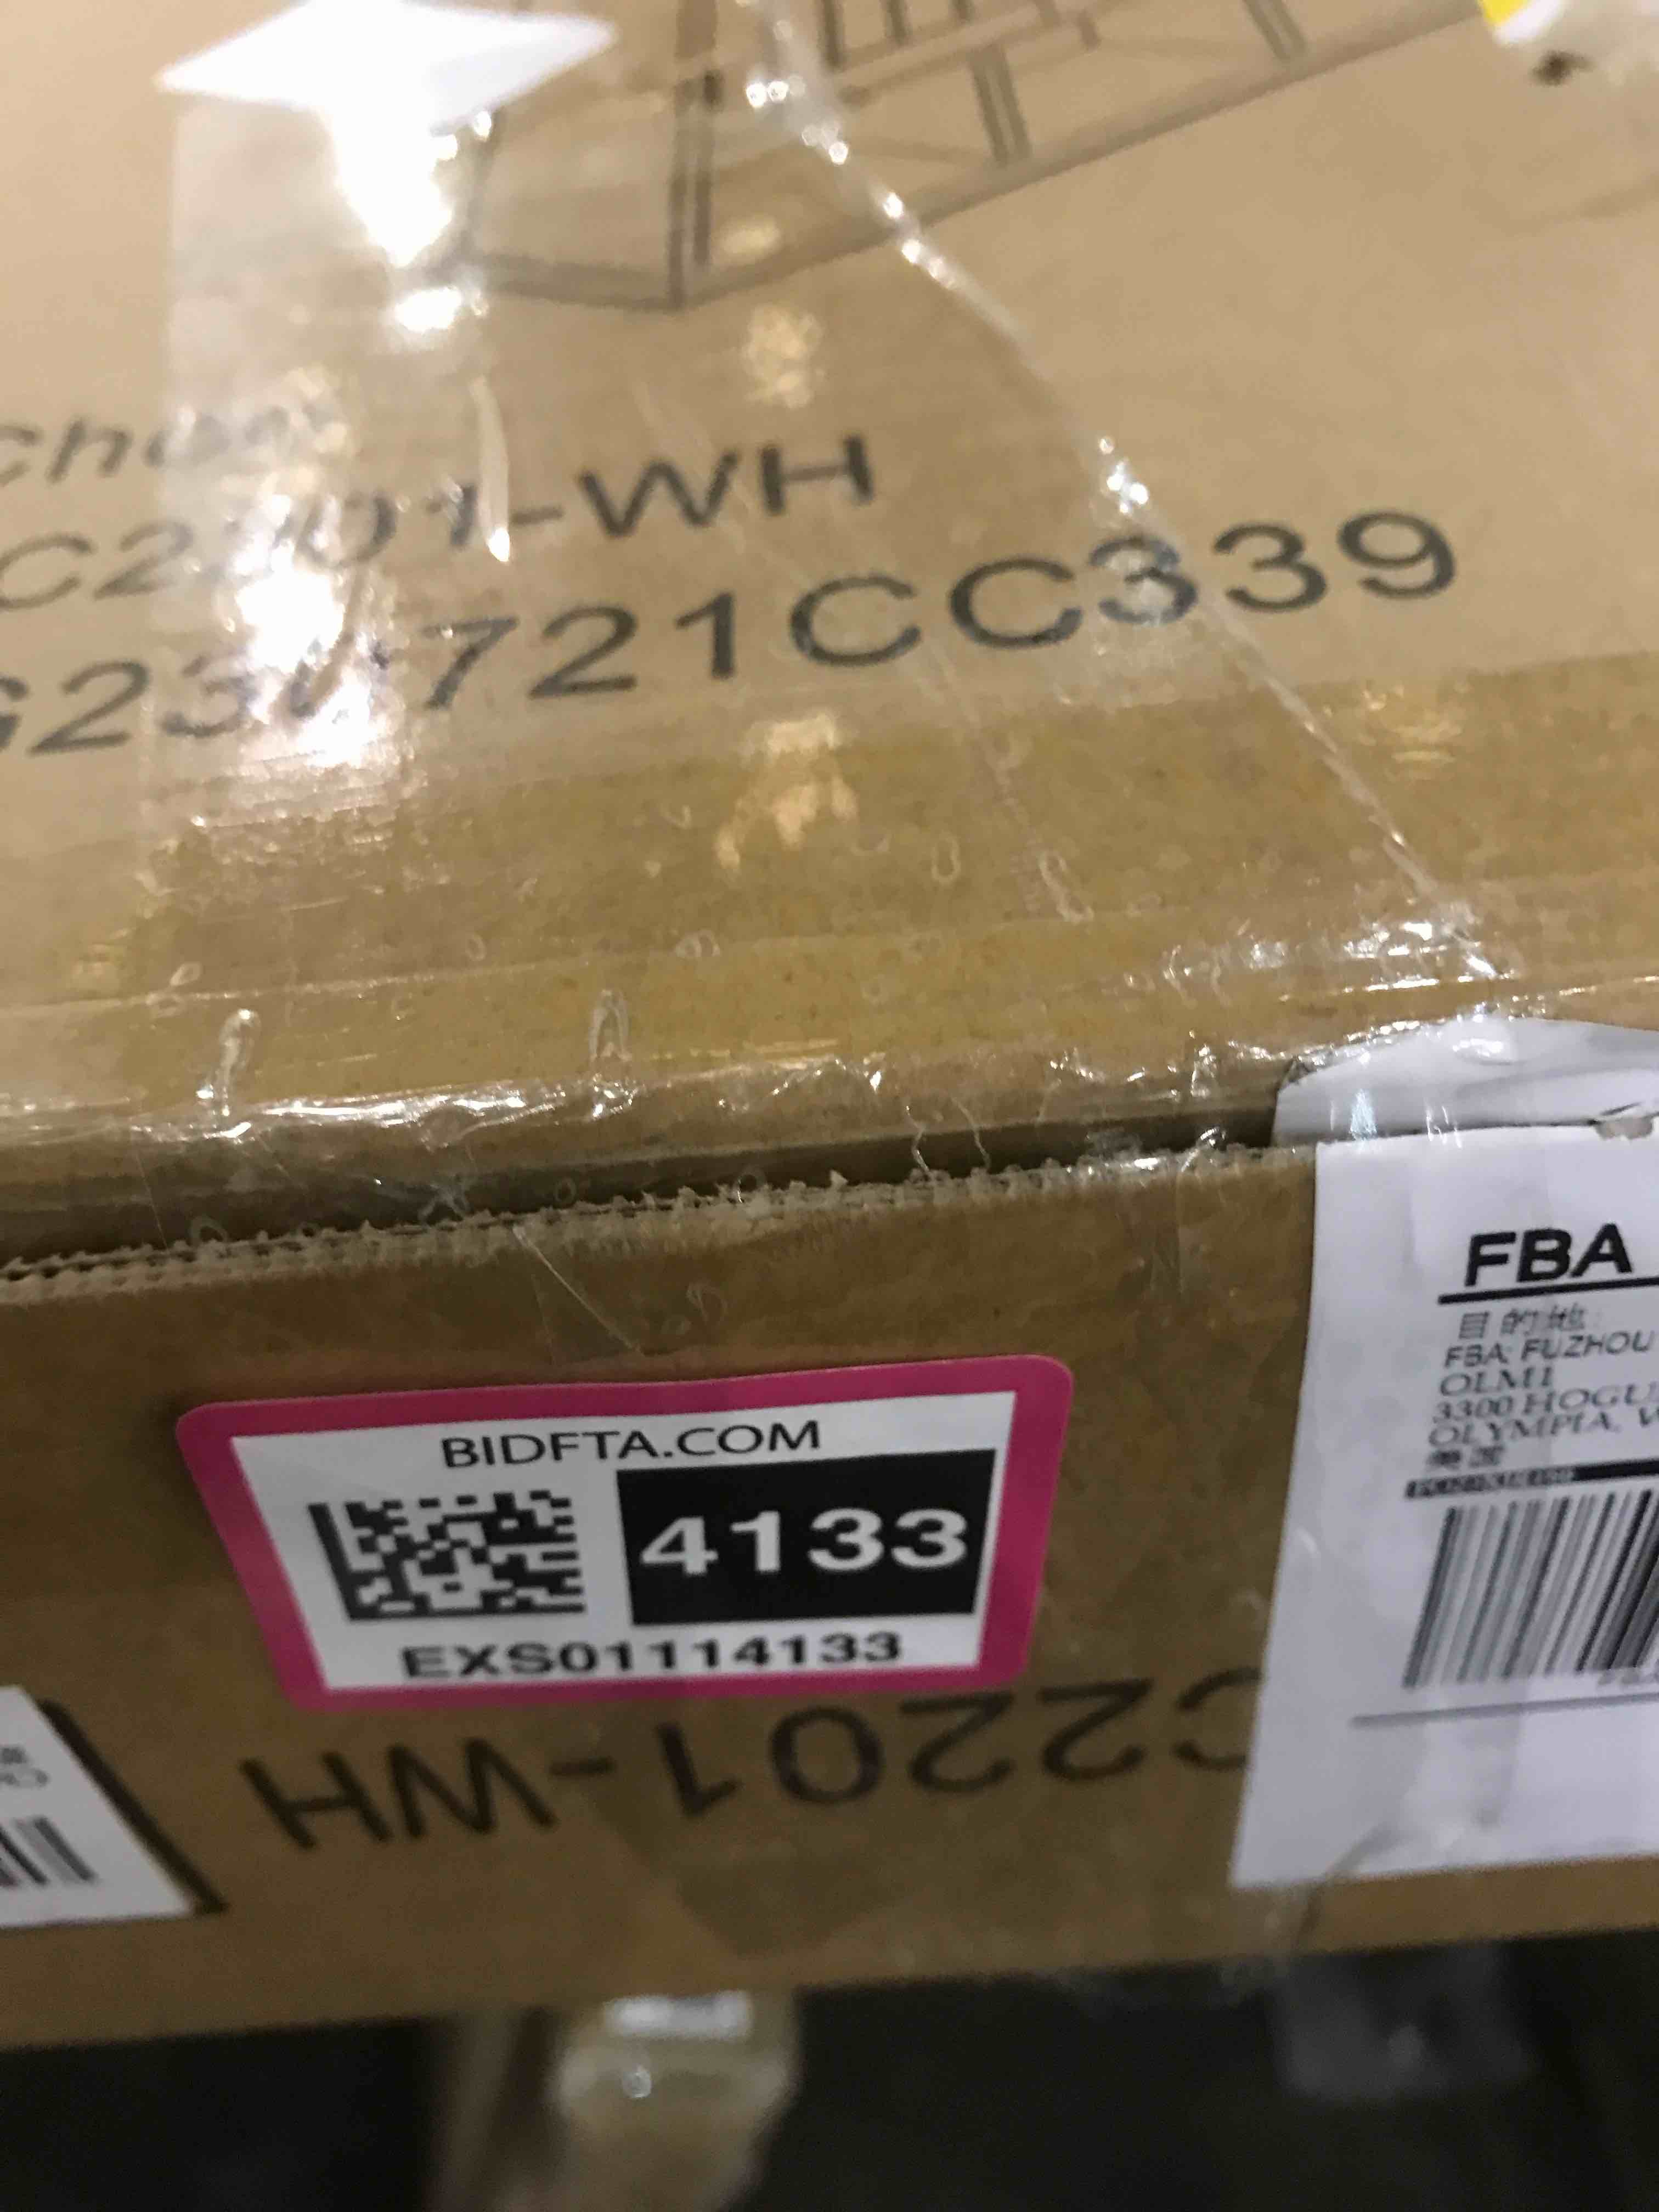 -WH
721CC339
FBA
目的地:
FBA: FUZHOU
OLM1
3300 HOGU
OLYMPIA, W
美国
BIDFTA.COM
4133
EXS01114133
C2201-WH